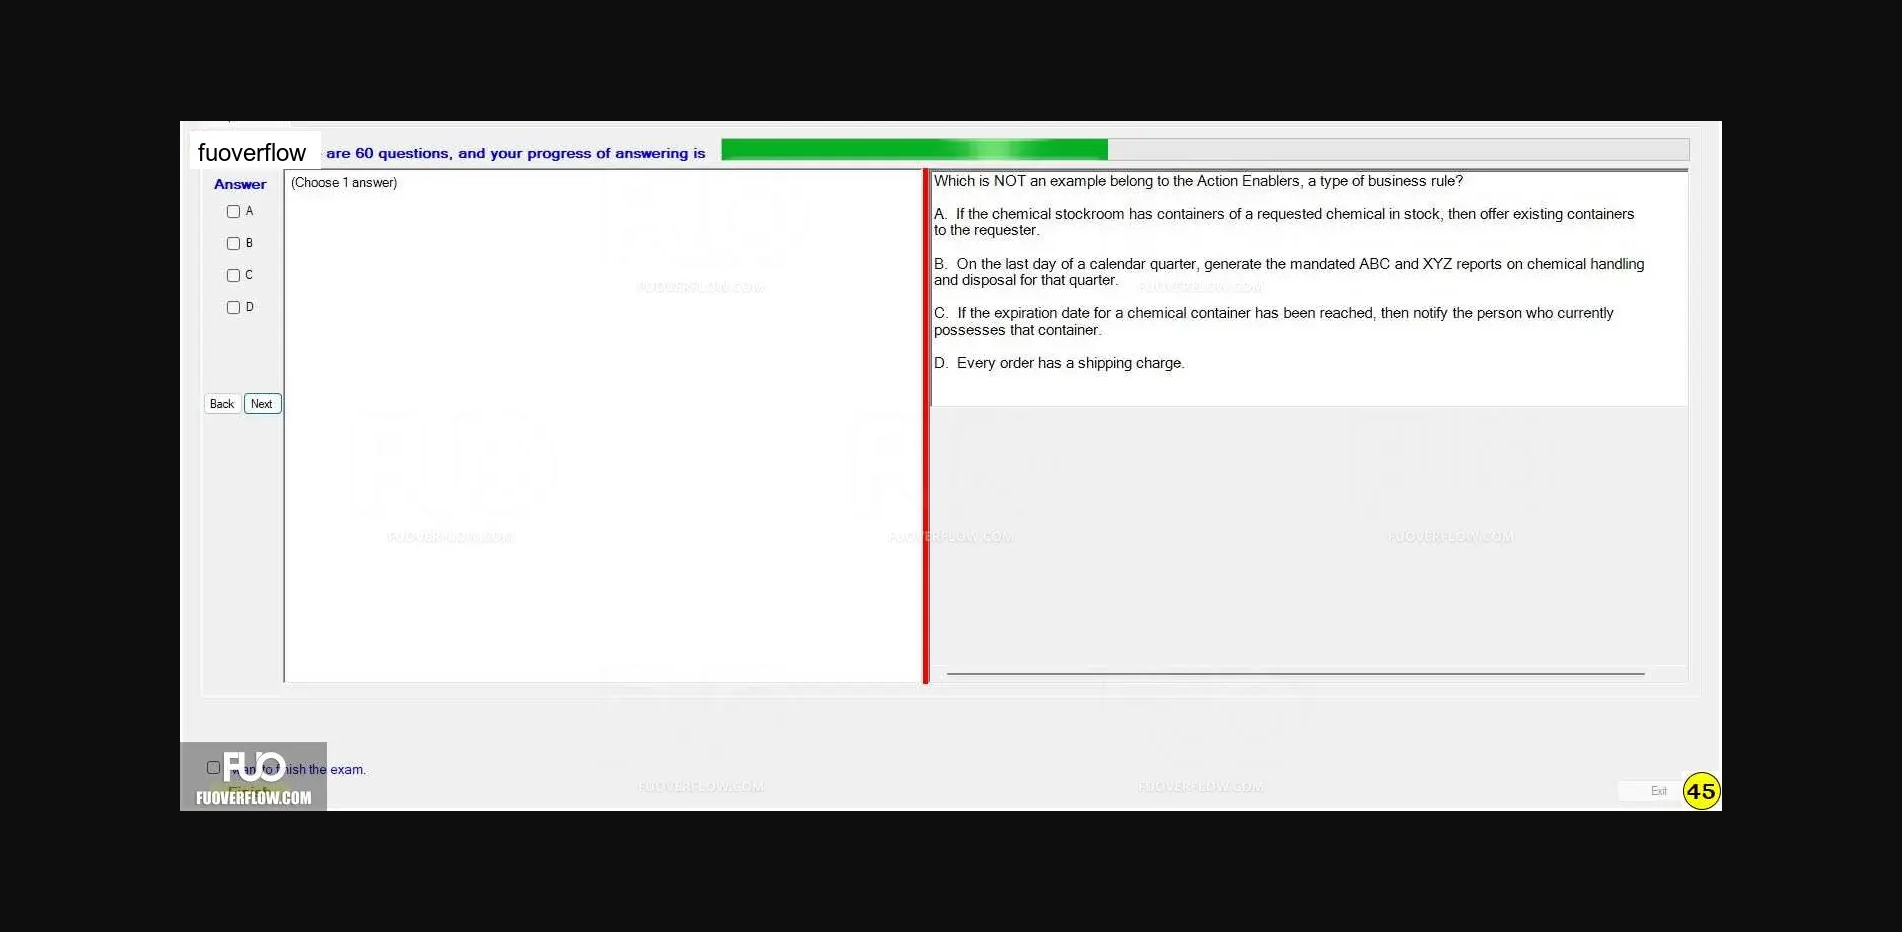 fuoverflow are 60 questions, and your progress of answering is
Answer
A
B
C
D
Back Next
(Choose 1 answer)
Which is NOT an example belong to the Action Enablers, a type of business rule?
A. If the chemical stockroom has containers of a requested chemical in stock, then offer existing containers
to the requester.
B. On the last day of a calendar quarter, generate the mandated ABC and XYZ reports on chemical handling
and disposal for that quarter.
C. If the expiration date for a chemical container has been reached, then notify the person who currently
possesses that container.
D. Every order has a shipping charge.
FUOVERFLOW.COM
FUOVERFLOW.COM
FUOVERFLOW.COM
FUOVERFLOW.COM
FUOVERFLOW.COM
want to finish the exam.
FUO
Finish
FUOVERFLOW.COM
FUOVERFLOW.COM
FUOVERFLOW.COM
Exit
45